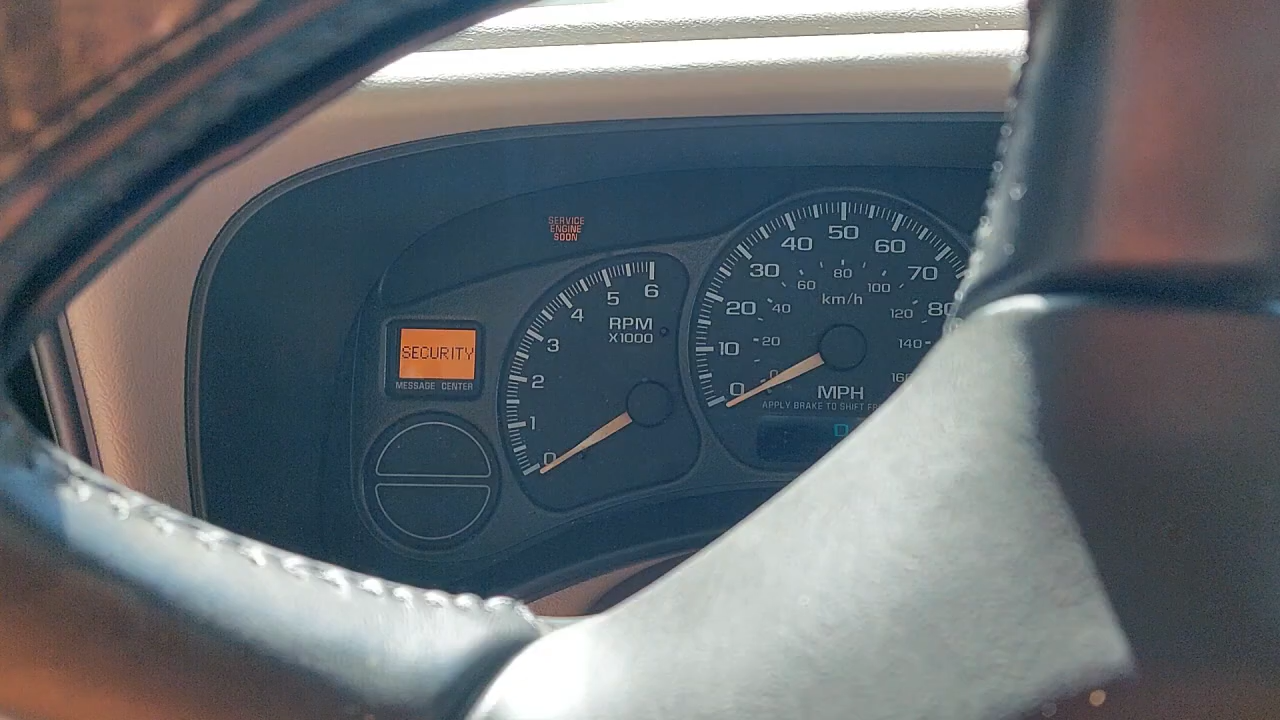 SERVICE
ENGINE
SOON
SECURITY
MESSAGE CENTER
0
1
2
3
4
5
6
RPM
X1000
0
10
20
30
40
50
60
70
80
0
20
40
60
80
100
120
140
km/h
MPH
APPLY BRAKE TO SHIFT
D